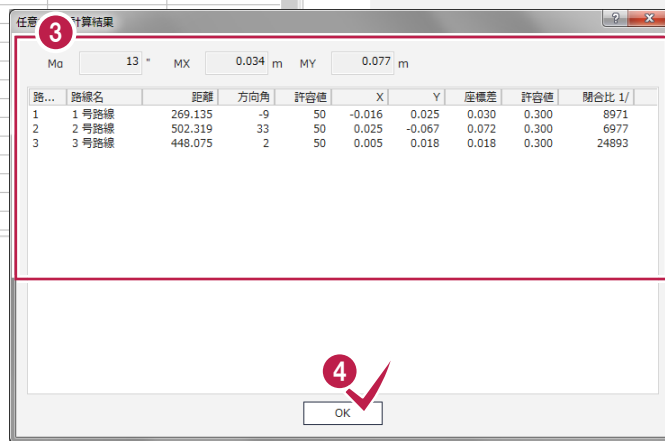 任意 3 計算結果
Mα 13 " MX 0.034 m MY 0.077 m
路... 路線名 距離 方向角 許容値 X Y 座標差 許容値 閉合比 1/
1 1 号路線 269.135 -9 50 -0.016 0.025 0.030 0.300 8971
2 2 号路線 502.319 33 50 0.025 -0.067 0.072 0.300 6977
3 3 号路線 448.075 2 50 0.005 0.018 0.018 0.300 24893
4
OK